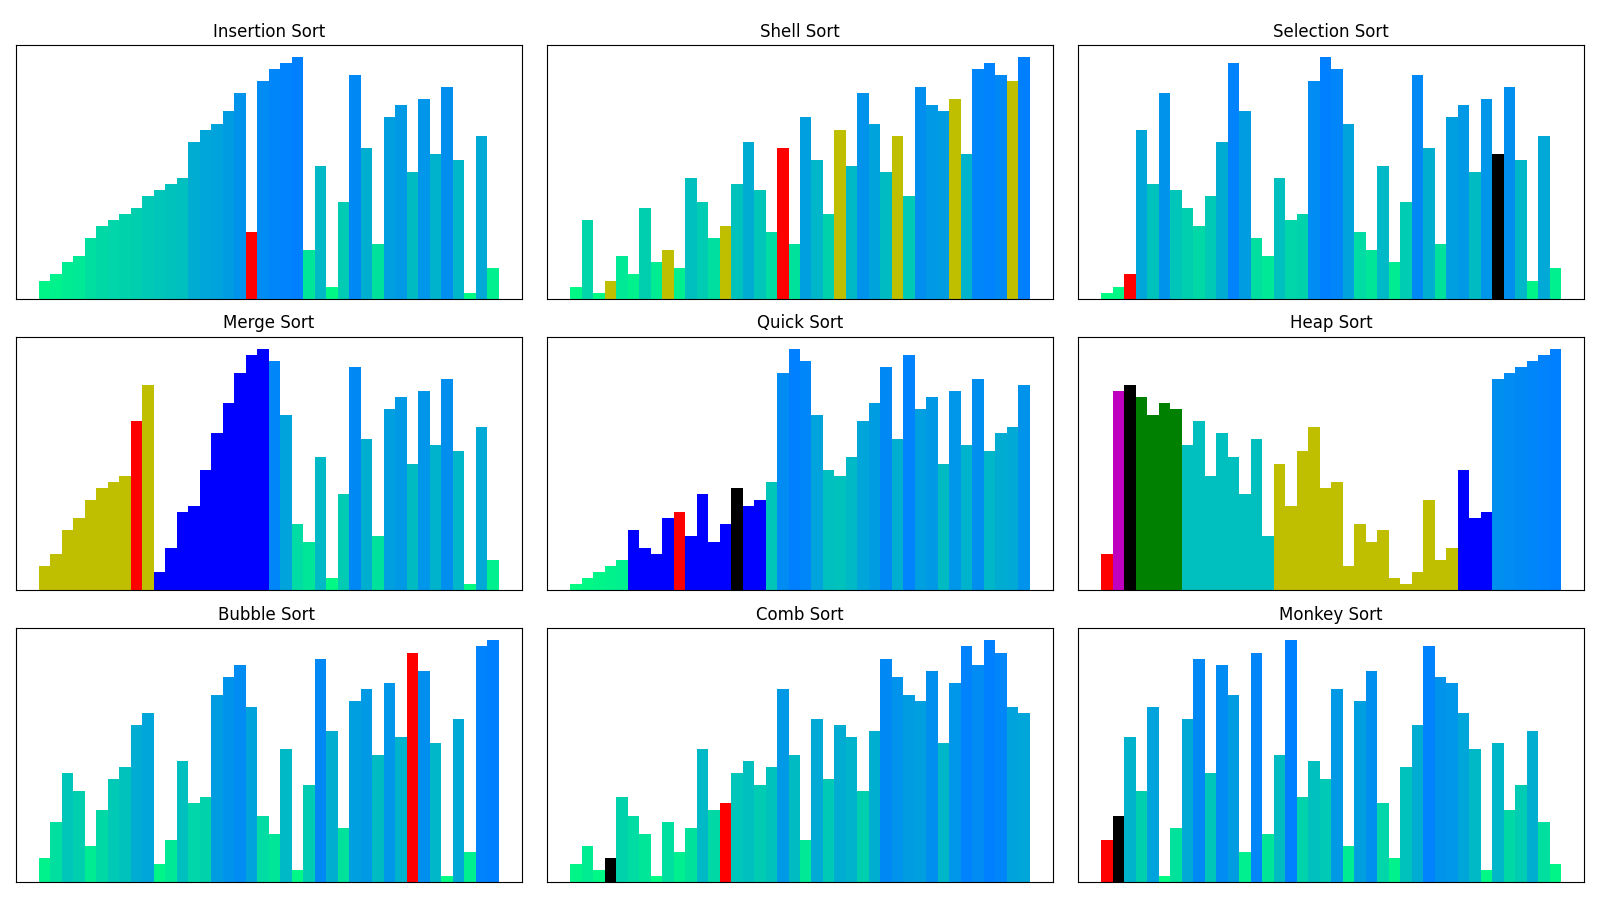 Insertion Sort
Shell Sort
Selection Sort
Merge Sort
Quick Sort
Heap Sort
Bubble Sort
Comb Sort
Monkey Sort